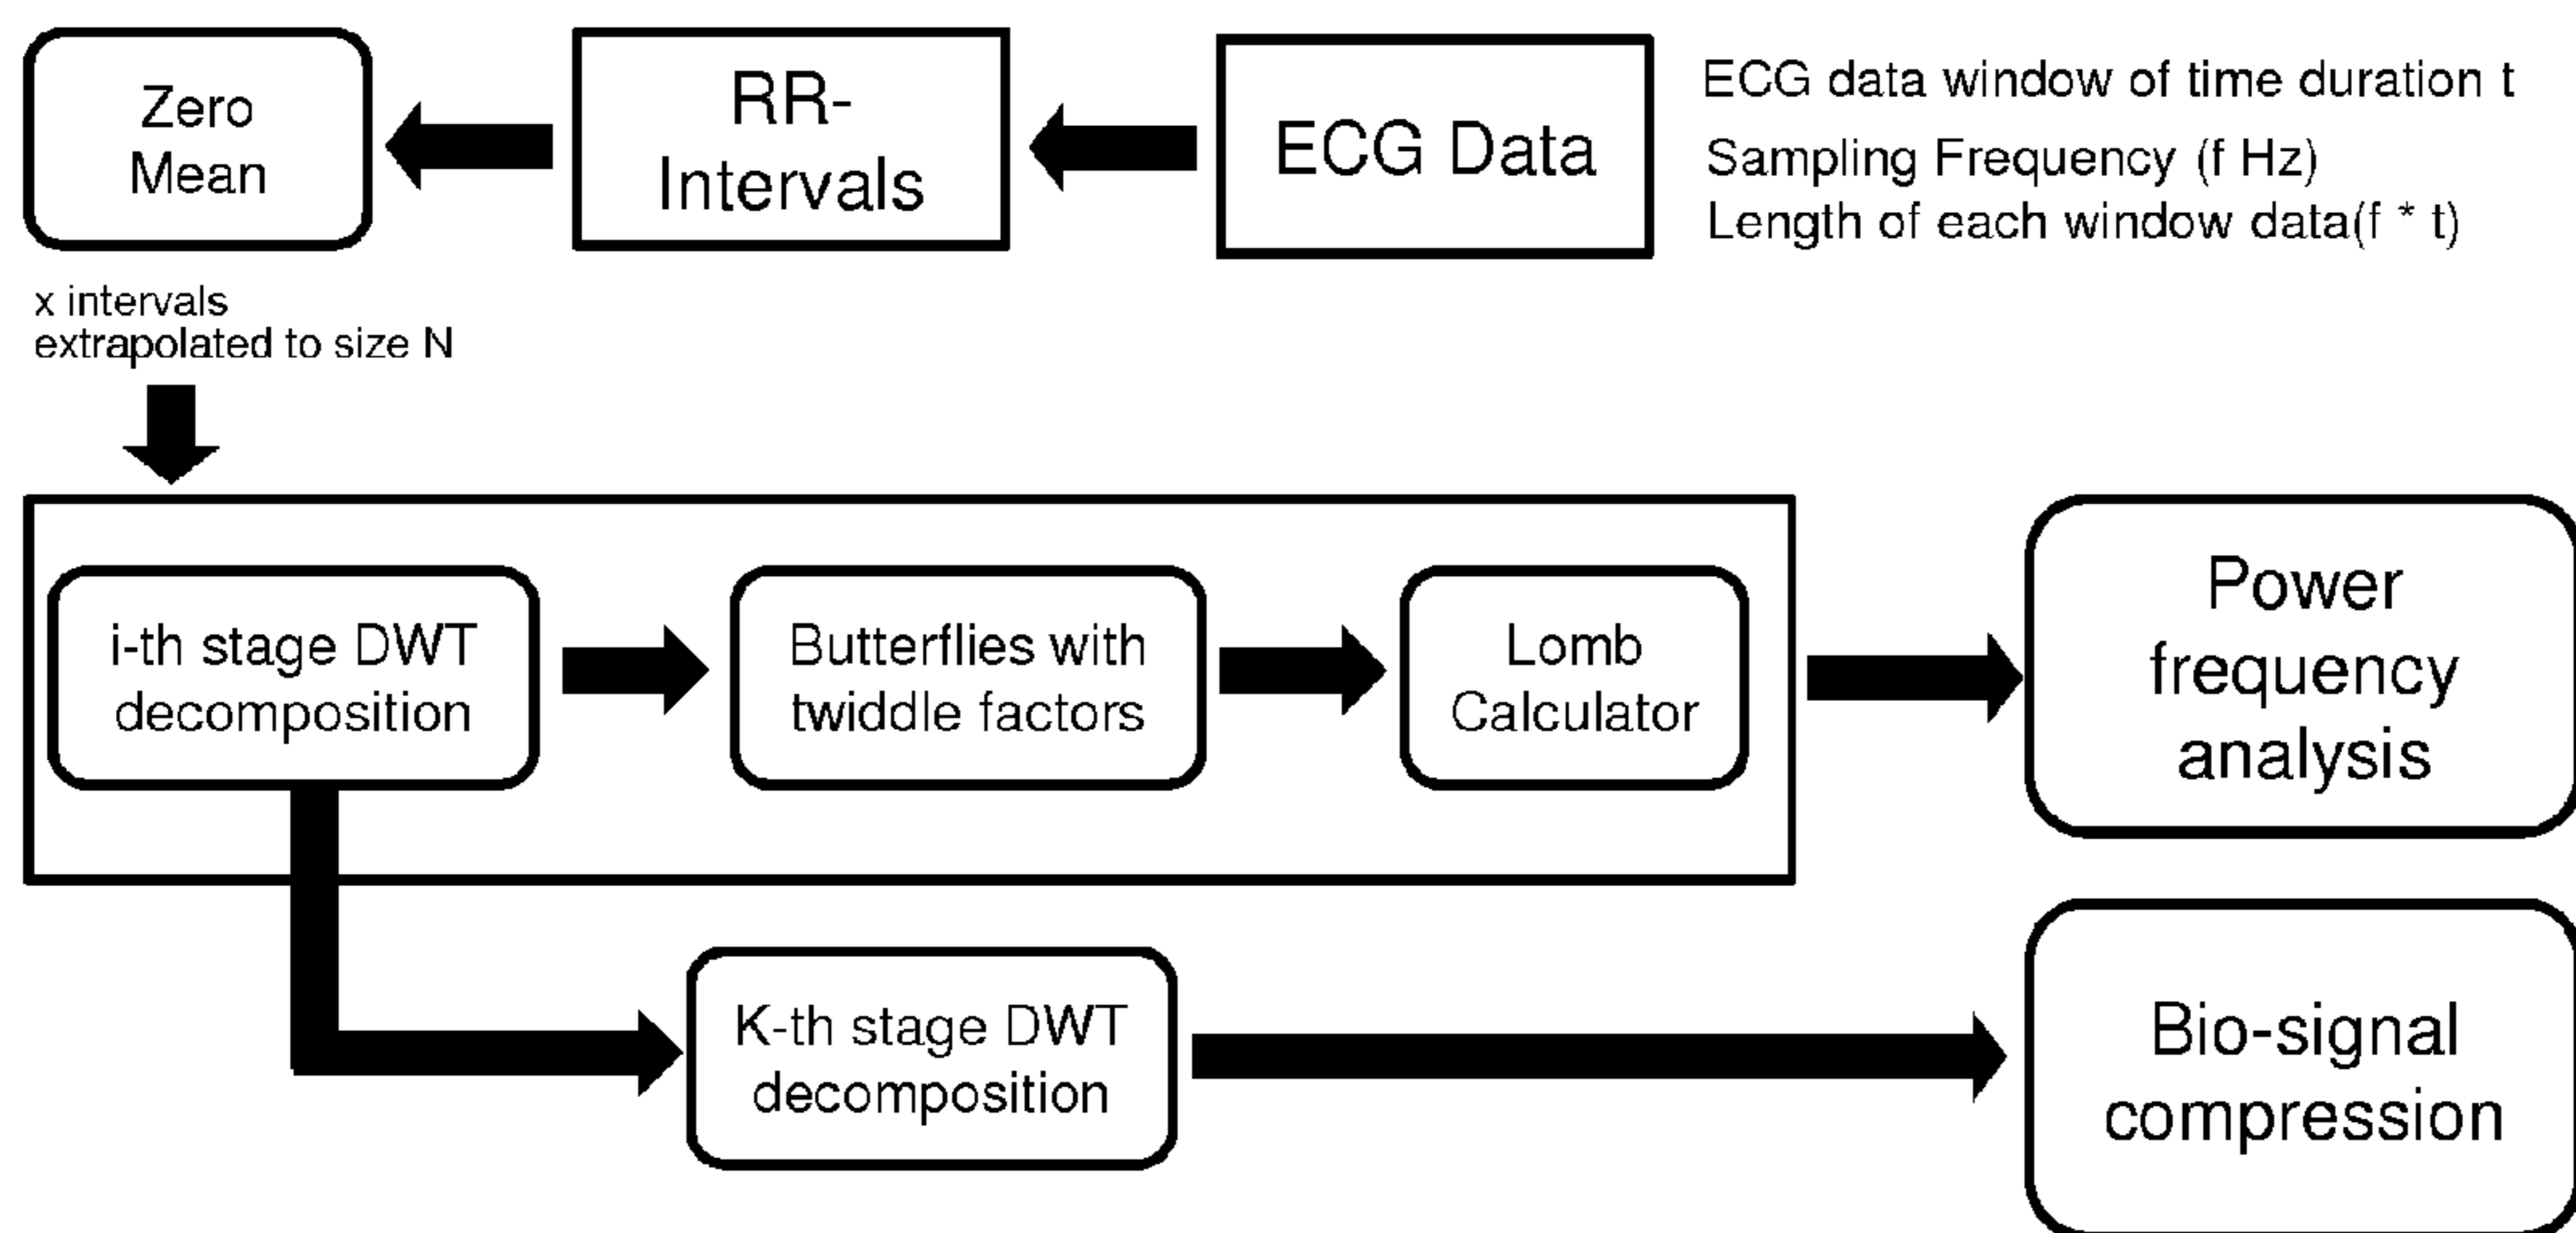 Zero
Mean
RR-
Intervals
ECG Data
ECG data window of time duration t
Sampling Frequency (f Hz)
Length of each window data(f * t)
x intervals
extrapolated to size N
i-th stage DWT
decomposition
Butterflies with
twiddle factors
Lomb
Calculator
Power
frequency
analysis
K-th stage DWT
decomposition
Bio-signal
compression